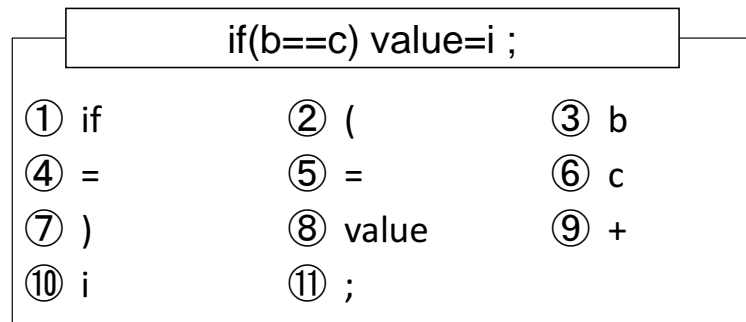 if(b==c) value=i ;
① if ② ( ③ b
④ = ⑤ = ⑥ c
⑦ ) ⑧ value ⑨ +
⑩ i ⑪ ;